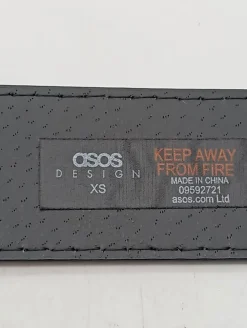 asos
DESIGN
XS
KEEP AWAY
FROM FIRE
MADE IN CHINA
09592721
asos.com Ltd